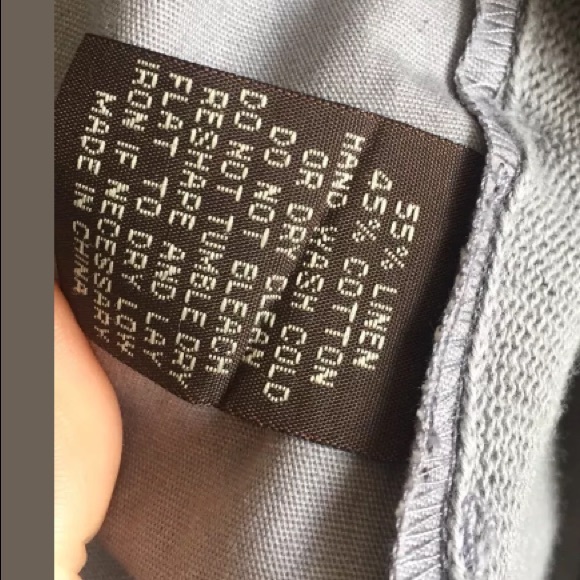 55% LINEN
45% COTTON
HAND WASH COLD
OR DRY CLEAN
DO NOT BLEACH
DO NOT TUMBLE DRY
RESHAPE AND LAY
FLAT TO DRY LOW
IRON IF NECESSARY
MADE IN CHINA